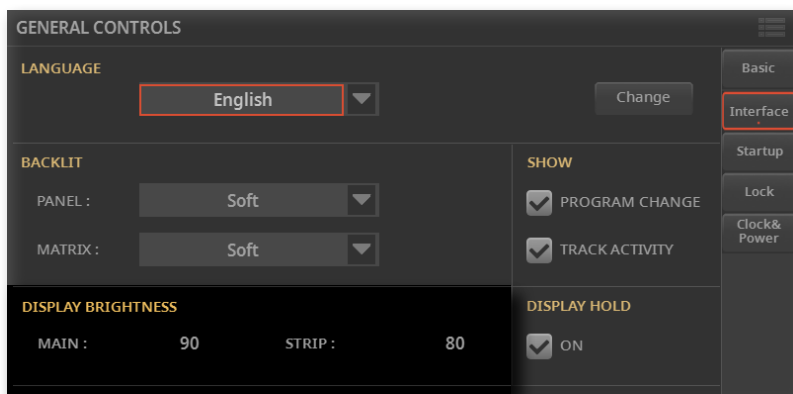 GENERAL CONTROLS
LANGUAGE
English
Change
BACKLIT
PANEL :
Soft
MATRIX :
Soft
SHOW
PROGRAM CHANGE
TRACK ACTIVITY
DISPLAY BRIGHTNESS
MAIN : 90 STRIP : 80
DISPLAY HOLD
ON
Basic
Interface
Startup
Lock
Clock&
Power